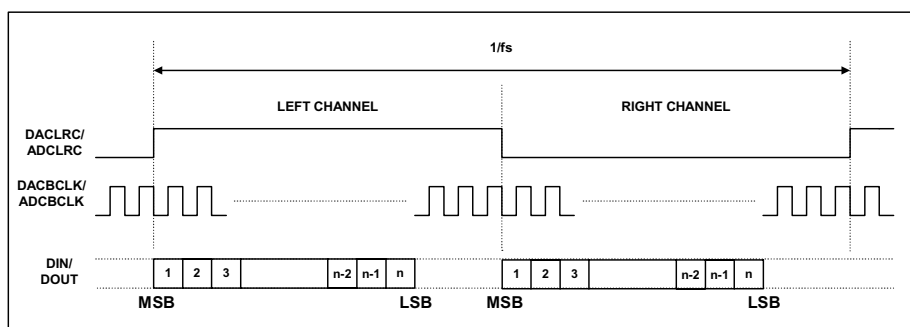 1/fs
LEFT CHANNEL
RIGHT CHANNEL
DACLRC/
ADCLRC
DACBCLK/
ADCBCLK
DIN/
DOUT
1 2 3 n-2 n-1 n 1 2 3 n-2 n-1 n
MSB LSB MSB LSB